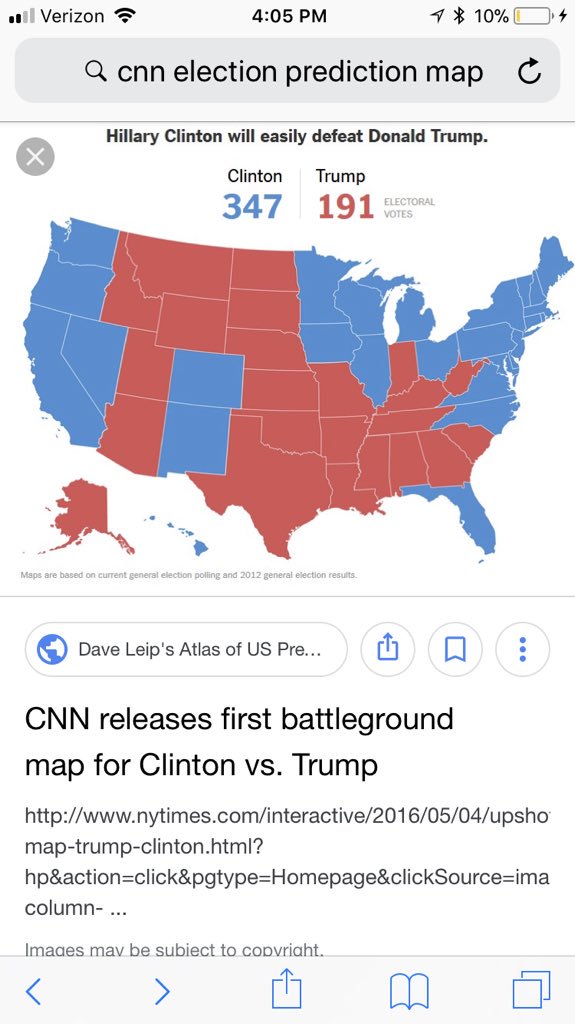 Verizon 4:05 PM 10%
cnn election prediction map
Hillary Clinton will easily defeat Donald Trump.
Clinton Trump
347 191 ELECTORAL
VOTES
Maps are based on current general election polling and 2012 general election results.
Dave Leip's Atlas of US Pre...
CNN releases first battleground
map for Clinton vs. Trump
http://www.nytimes.com/interactive/2016/05/04/upsho
map-trump-clinton.html?
hp&action=click&pgtype=Homepage&clickSource=ima
column- ...
Images may be subject to copyright.